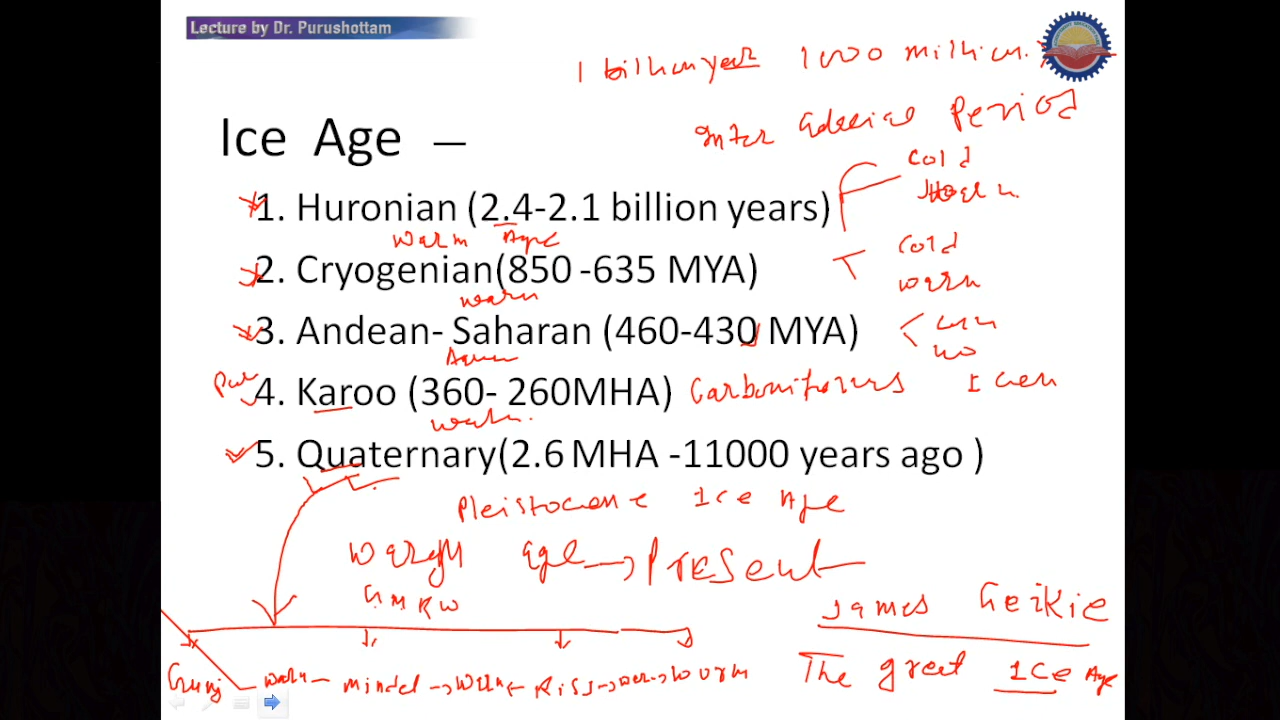 Lecture by Dr. Purushottam
1 billion year 1000 million
Inter Glacial Period
Ice Age –
cold
1. Huronian (2.4-2.1 billion years)
warm Age
cold
2. Cryogenian(850 -635 MYA)
warm
warm
3. Andean- Saharan (460-430 MYA)
4. Karoo (360- 260MHA) Carboniferous
warm
5. Quaternary(2.6 MHA -11000 years ago )
Pleistocene Ice Age
warm age → Present
G M R W
James Geikie
Gunj warm – mindel → warm → Riss → war → wurm
The great Ice Age